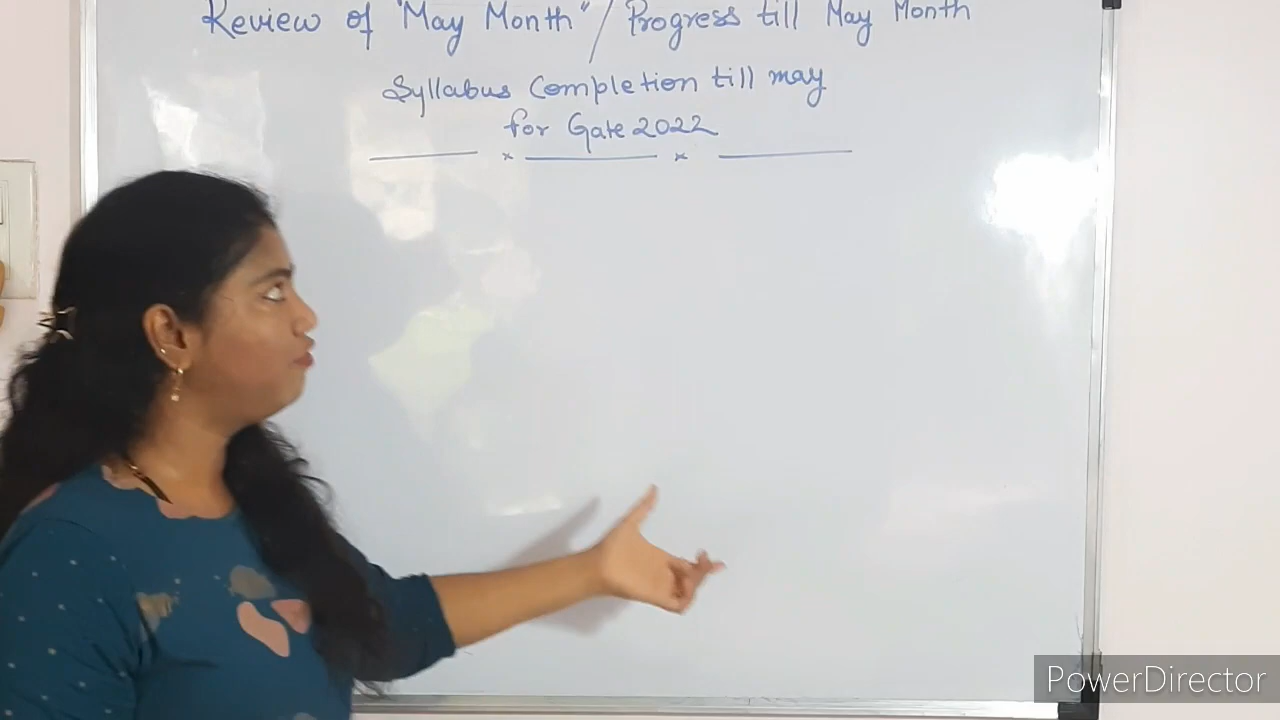 Review of "May Month" / Progress till May Month
Syllabus Completion till may
for Gate 2022
PowerDirector